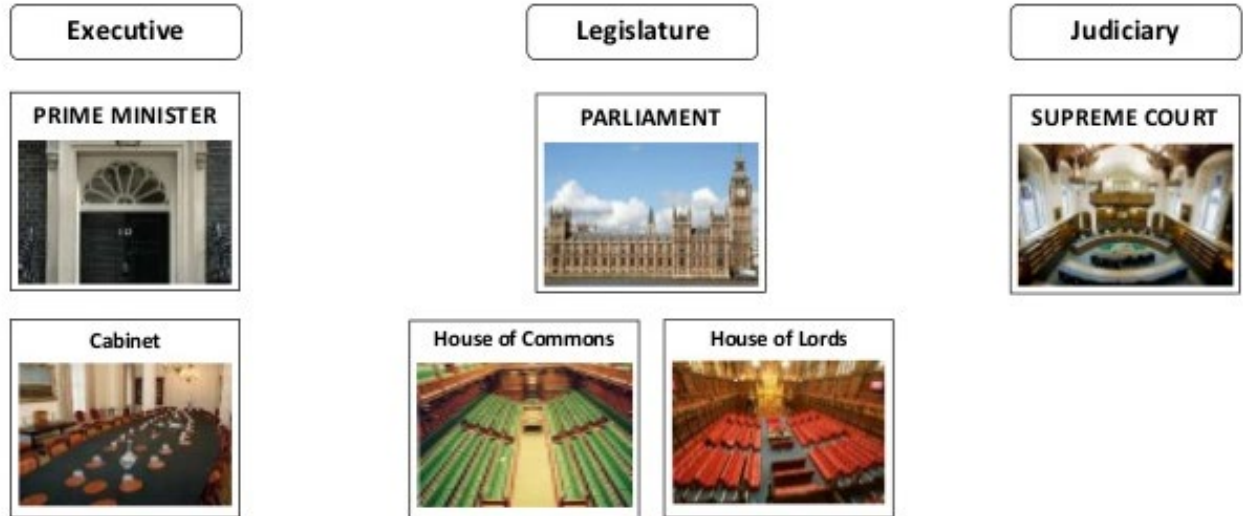 Executive
Legislature
Judiciary
PRIME MINISTER
PARLIAMENT
SUPREME COURT
Cabinet
House of Commons
House of Lords